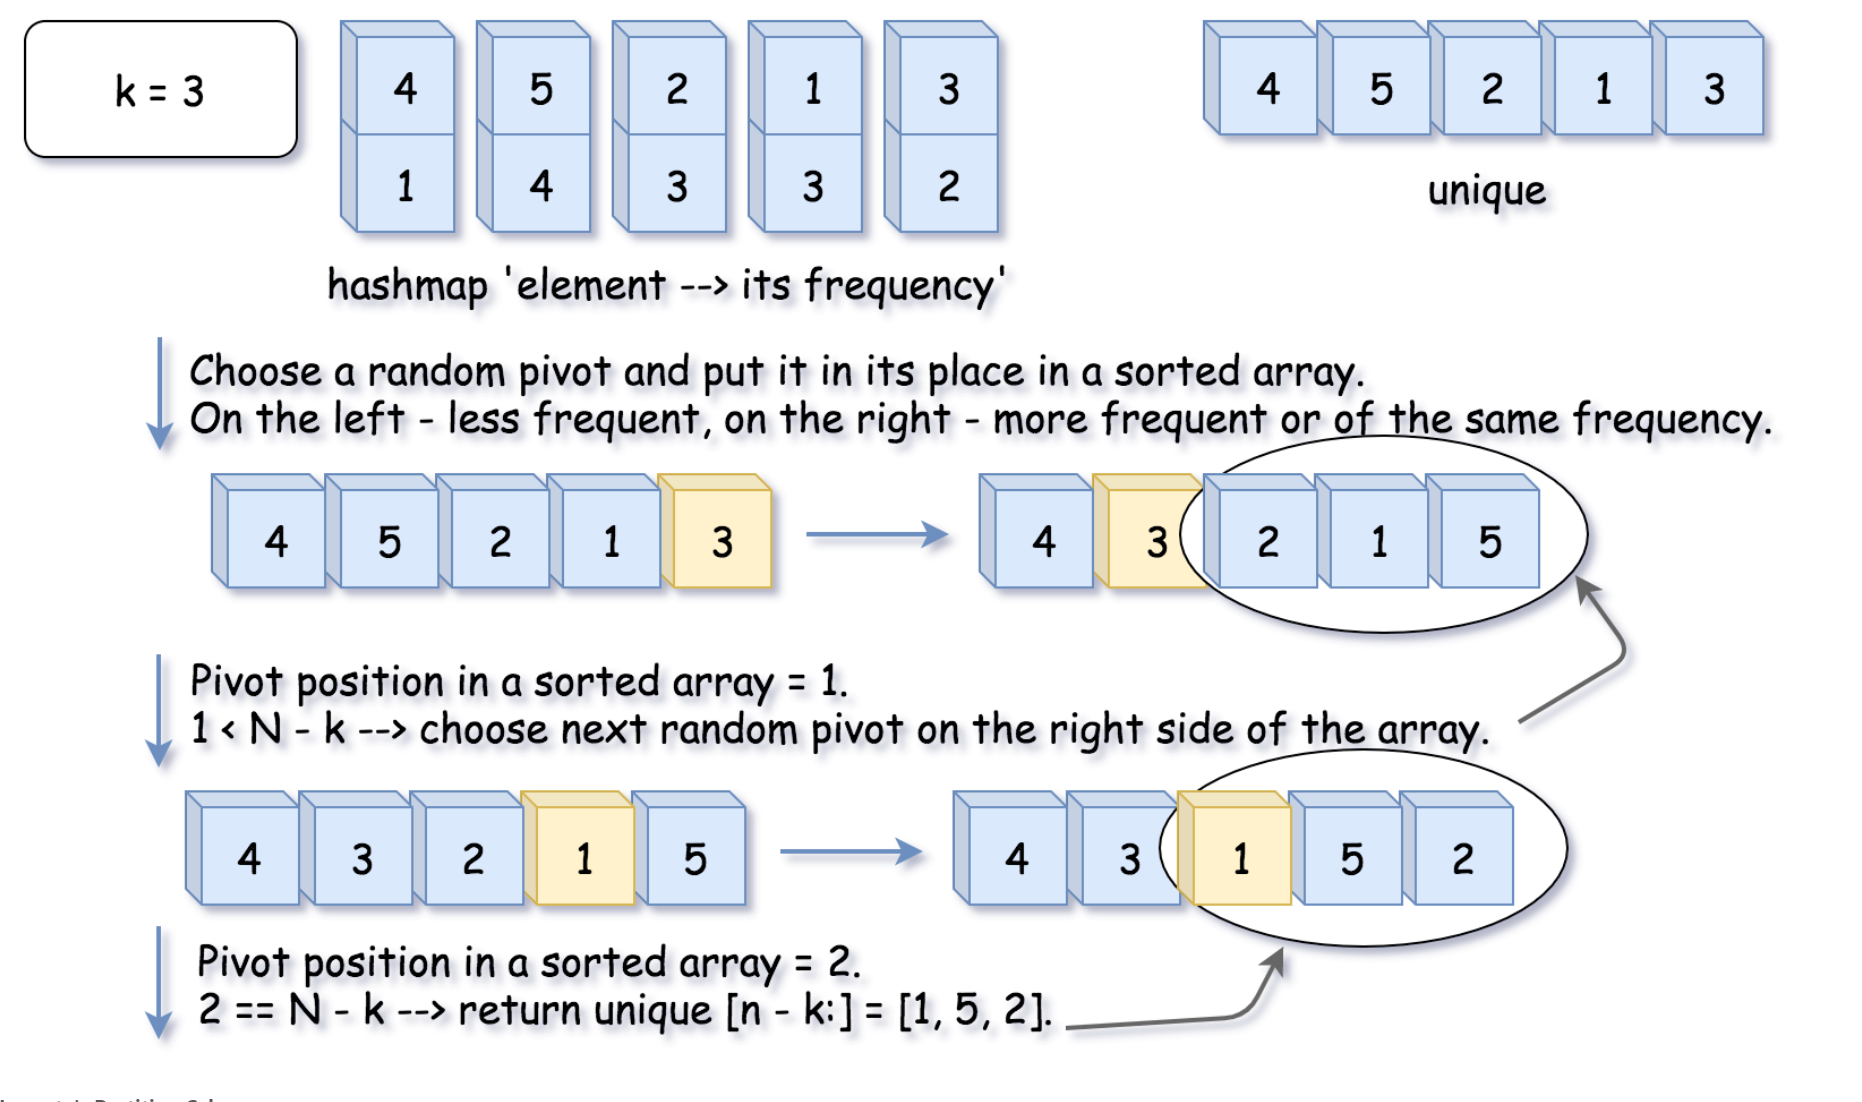 k = 3
4 5 2 1 3
1 4 3 3 2
hashmap 'element --> its frequency'
4 5 2 1 3
unique
Choose a random pivot and put it in its place in a sorted array.
On the left - less frequent, on the right - more frequent or of the same frequency.
4 5 2 1 3
4 3 2 1 5
Pivot position in a sorted array = 1.
1 < N - k --> choose next random pivot on the right side of the array.
4 3 2 1 5
4 3 1 5 2
Pivot position in a sorted array = 2.
2 == N - k --> return unique [n - k:] = [1, 5, 2].